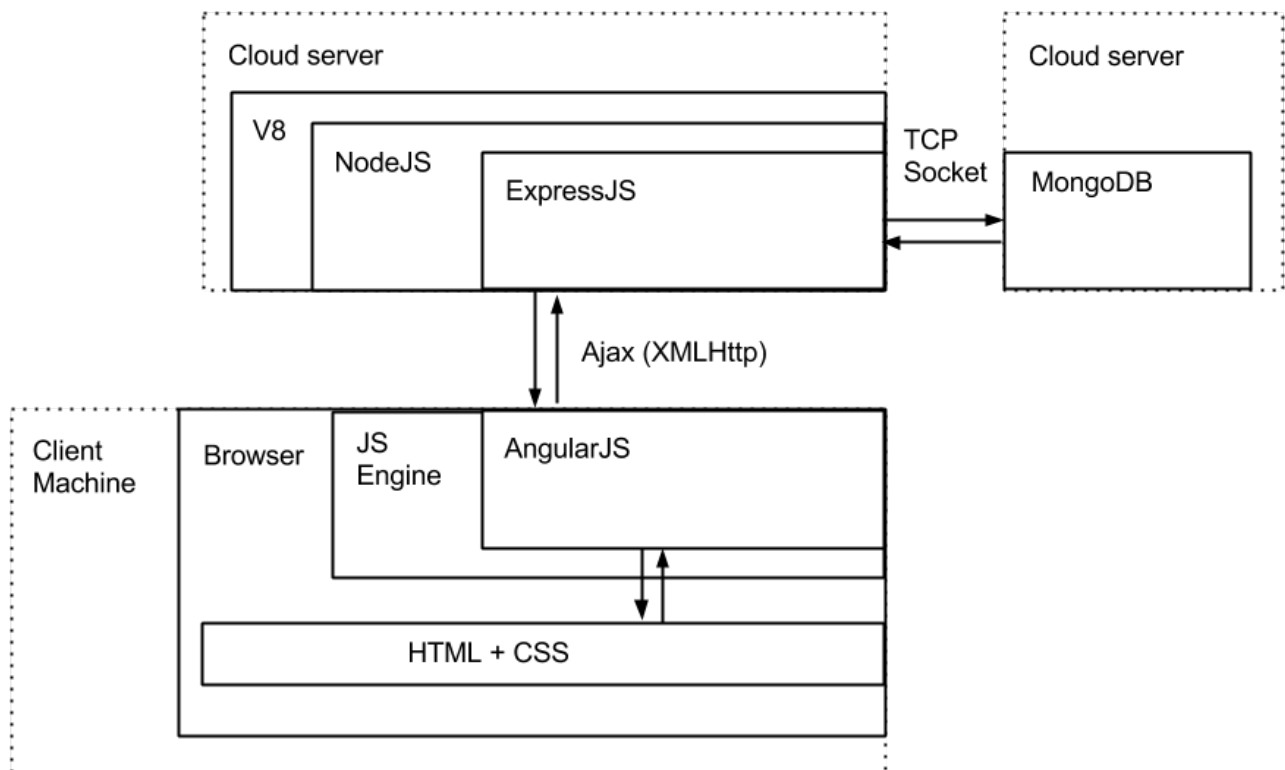 Cloud server
Cloud server
V8
NodeJS
ExpressJS
TCP
Socket
MongoDB
Ajax (XMLHttp)
Client
Machine
Browser
JS
Engine
AngularJS
HTML + CSS